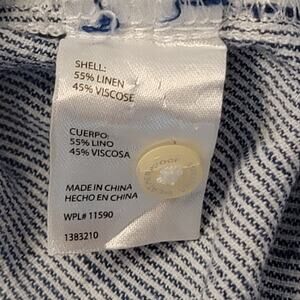 SHELL:
55% LINEN
45% VISCOSE
CUERPO:
55% LINO
45% VISCOSA
MADE IN CHINA
HECHO EN CHINA
WPL# 11590
1383210